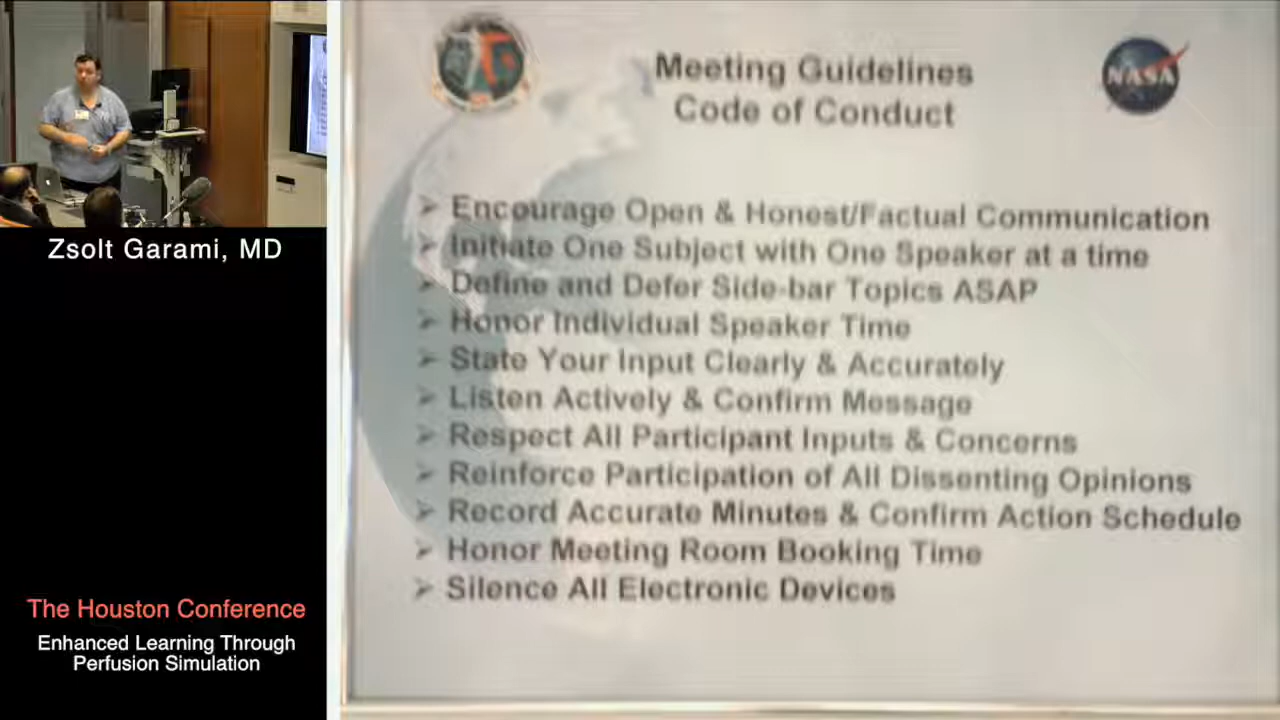 Zsolt Garami, MD
The Houston Conference
Enhanced Learning Through
Perfusion Simulation
Meeting Guidelines
Code of Conduct
NASA
➢ Encourage Open & Honest/Factual Communication
➢ Initiate One Subject with One Speaker at a time
➢ Define and Defer Side-bar Topics ASAP
➢ Honor Individual Speaker Time
➢ State Your Input Clearly & Accurately
➢ Listen Actively & Confirm Message
➢ Respect All Participant Inputs & Concerns
➢ Reinforce Participation of All Dissenting Opinions
➢ Record Accurate Minutes & Confirm Action Schedule
➢ Honor Meeting Room Booking Time
➢ Silence All Electronic Devices